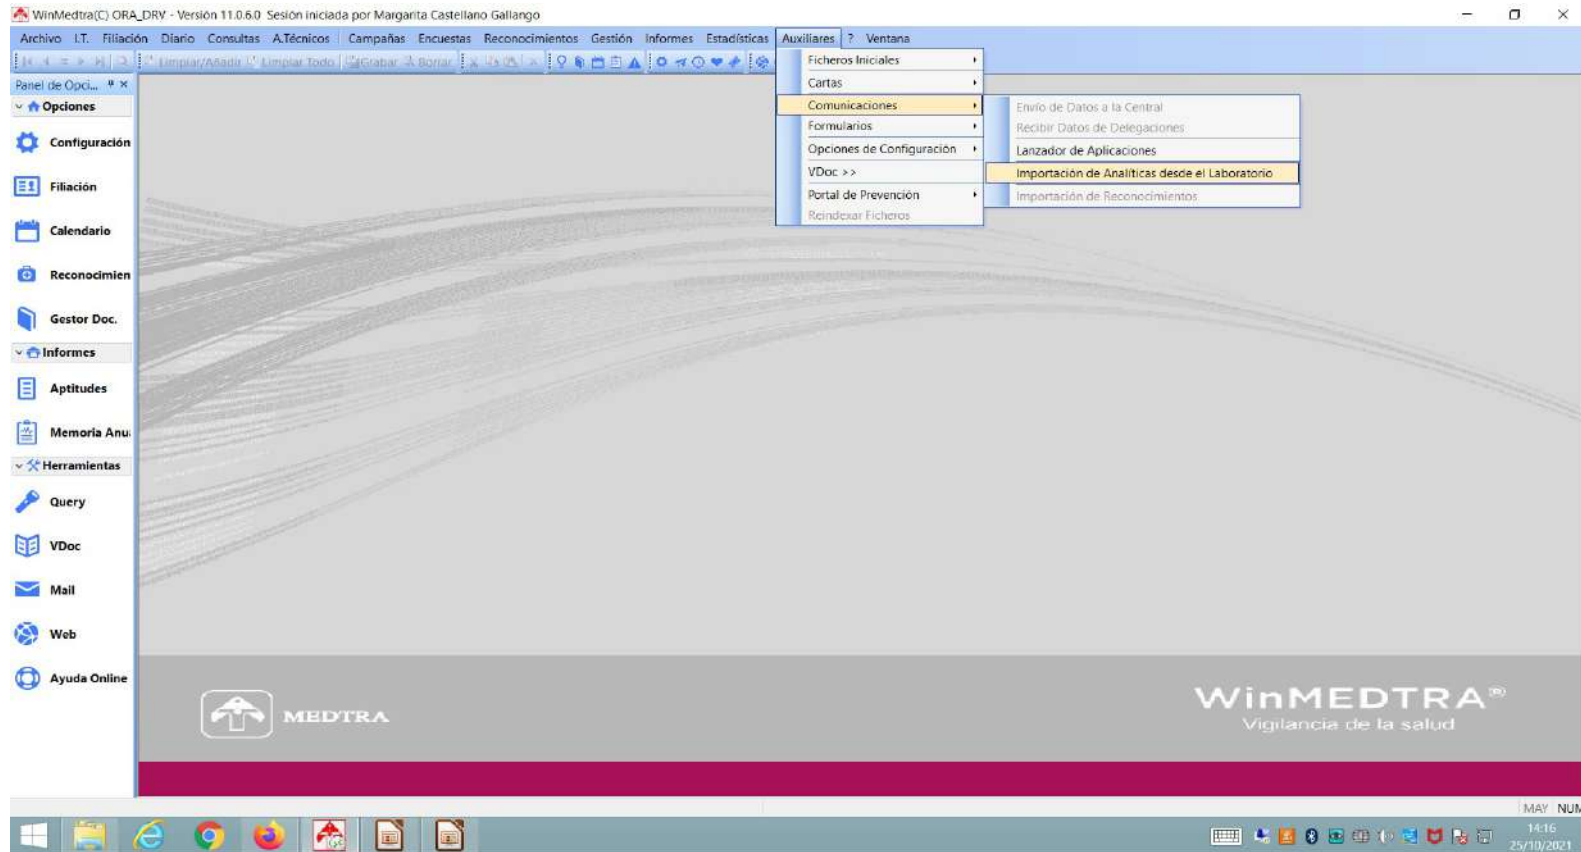 WinMedtra(C) ORA_DRV - Versión 11.0.6.0 Sesión iniciada por Margarita Castellano Gallango
Archivo I.T. Filiación Diario Consultas A.Técnicos Campañas Encuestas Reconocimientos Gestión Informes Estadísticas Auxiliares ? Ventana
Limpiar/Añadir Limpiar Todo Grabar Borrar
Panel de Opci...
Opciones
Configuración
Filiación
Calendario
Reconocimien
Gestor Doc.
Informes
Aptitudes
Memoria Anu
Herramientas
Query
VDoc
Mail
Web
Ayuda Online
Ficheros Iniciales
Cartas
Comunicaciones
Formularios
Opciones de Configuración
VDoc >>
Portal de Prevención
Reindexar Ficheros
Envío de Datos a la Central
Recibir Datos de Delegaciones
Lanzador de Aplicaciones
Importación de Analíticas desde el Laboratorio
Importación de Reconocimientos
MEDTRA
WinMEDTRA®
Vigilancia de la salud
MAY NUM
14:16
25/10/2021